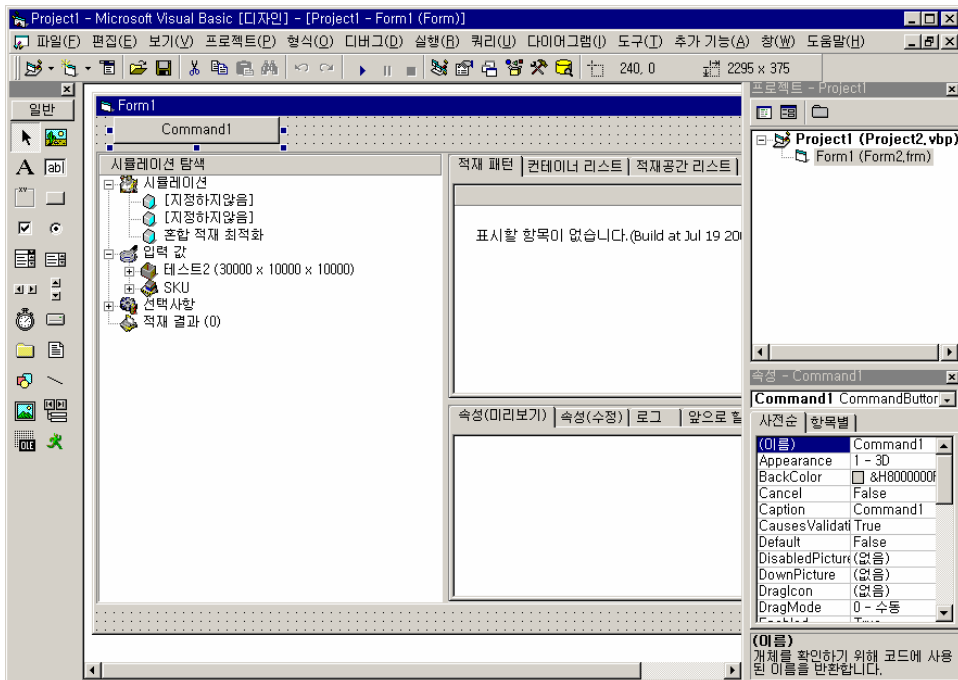 Project1 - Microsoft Visual Basic [디자인] - [Project1 - Form1 (Form)]
파일(F) 편집(E) 보기(V) 프로젝트(P) 형식(O) 디버그(D) 실행(R) 쿼리(U) 다이어그램(I) 도구(T) 추가 기능(A) 창(W) 도움말(H)
240, 0 2295 x 375
일반
A ab
XY
OLE
Form1
Command1
시뮬레이션 탐색
시뮬레이션
[지정하지않음]
[지정하지않음]
혼합 적재 최적화
입력 값
테스트2 (30000 x 10000 x 10000)
SKU
선택사항
적재 결과 (0)
적재 패턴 컨테이너 리스트 적재공간 리스트
표시할 항목이 없습니다.(Build at Jul 19
속성(미리보기) 속성(수정) 로그 앞으로
프로젝트 - Project1
Project1 (Project2.vbp)
Form1 (Form2.frm)
속성 - Command1
Command1 CommandButton
사전순 항목별
(이름) Command1
Appearance 1 - 3D
BackColor &H8000000F
Cancel False
Caption Command1
CausesValidati True
Default False
DisabledPicture (없음)
DownPicture (없음)
DragIcon (없음)
DragMode 0 - 수동
Enabled True
(이름)
개체를 확인하기 위해 코드에 사용
된 이름을 반환합니다.